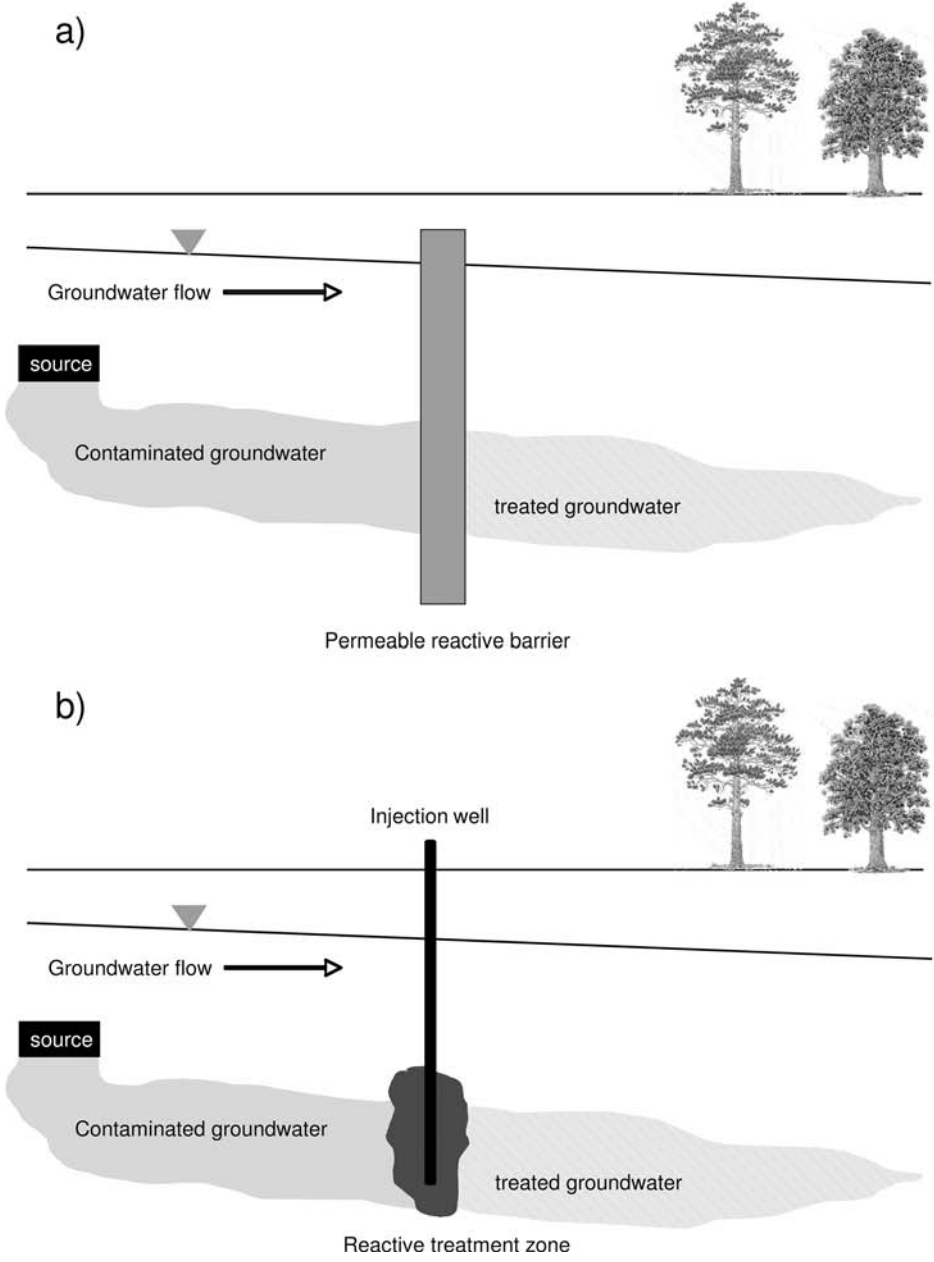 a)
Groundwater flow
source
Contaminated groundwater
treated groundwater
Permeable reactive barrier
b)
Injection well
Groundwater flow
source
Contaminated groundwater
treated groundwater
Reactive treatment zone